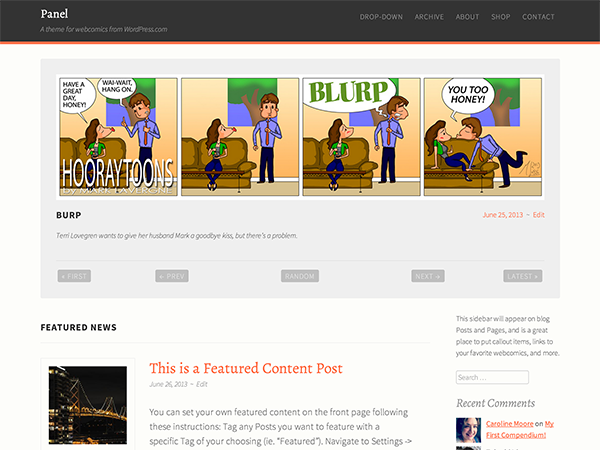 Panel
A theme for webcomics from WordPress.com
DROP-DOWN ARCHIVE ABOUT SHOP CONTACT
HAVE A
GREAT
DAY,
HONEY!
WAI-WAIT,
HANG ON.
HOORAYTOONS
By MARK LAVERGNE
BLURP
YOU TOO
HONEY!
BURP
June 25, 2013 ~ Edit
Terri Lovegren wants to give her husband Mark a goodbye kiss, but there's a problem.
« FIRST
« PREV
RANDOM
NEXT »
LATEST »
FEATURED NEWS
This is a Featured Content Post
June 26, 2013 ~ Edit
You can set your own featured content on the front page following
these instructions: Tag any Posts you want to feature with a
specific Tag of your choosing (ie. "Featured"). Navigate to Settings ->
This sidebar will appear on blog
Posts and Pages, and is a great
place to put callout items, links to
your favorite webcomics, and more.
Search ...
Recent Comments
Caroline Moore on My
First Compendium!